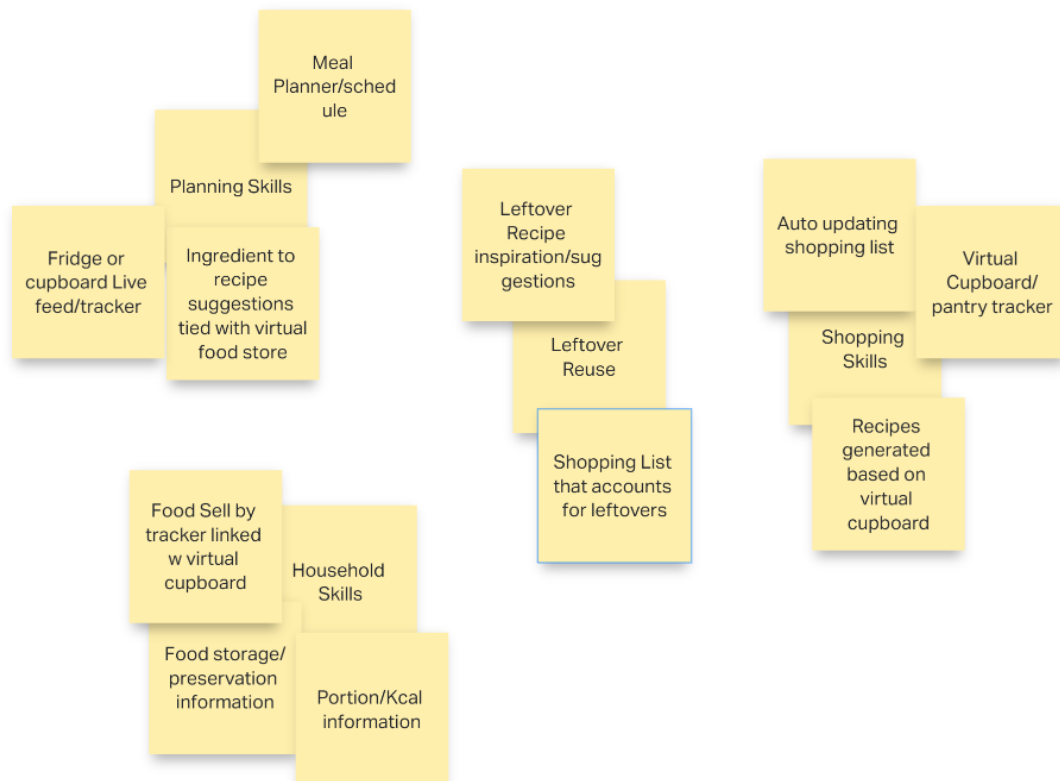 Meal
Planner/sched
ule
Planning Skills
Fridge or
cupboard Live
feed/tracker
Ingredient to
recipe
suggestions
tied with virtual
food store
Leftover
Recipe
inspiration/sug
gestions
Leftover
Reuse
Shopping List
that accounts
for leftovers
Auto updating
shopping list
Virtual
Cupboard/
pantry tracker
Shopping
Skills
Recipes
generated
based on
virtual
cupboard
Food Sell by
tracker linked
w virtual
cupboard
Household
Skills
Food storage/
preservation
information
Portion/Kcal
information